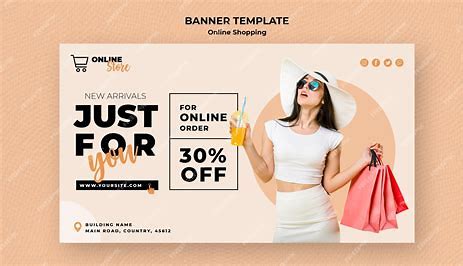 BANNER TEMPLATE
Online Shopping
ONLINE
Store
NEW ARRIVALS
JUST
FOR
you
WWW.YOURSITE.COM
FOR
ONLINE
ORDER
30%
OFF
BUILDING NAME
MAIN ROAD, COUNTRY, 45515